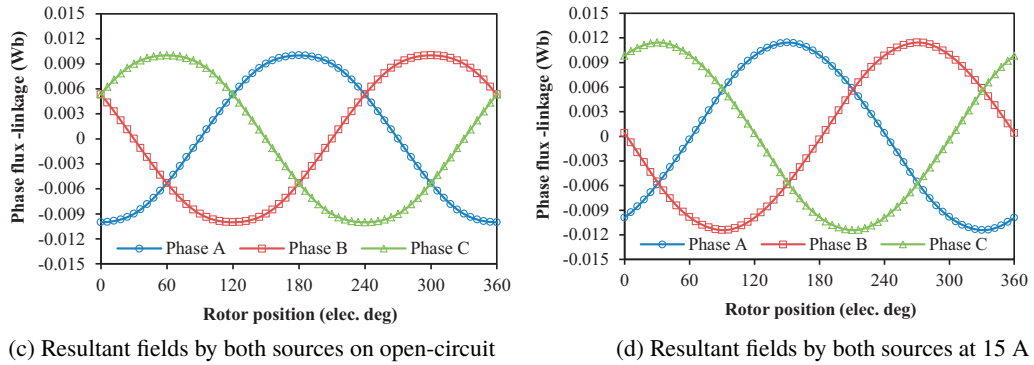 Phase flux -linkage (Wb)
0.015
0.012
0.009
0.006
0.003
0
-0.003
-0.006
-0.009
-0.012
-0.015
Phase A Phase B Phase C
0 60 120 180 240 300 360
Rotor position (elec. deg)
(c) Resultant fields by both sources on open-circuit
Phase flux -linkage (Wb)
0.015
0.012
0.009
0.006
0.003
0
-0.003
-0.006
-0.009
-0.012
-0.015
Phase A Phase B Phase C
0 60 120 180 240 300 360
Rotor position (elec. deg)
(d) Resultant fields by both sources at 15 A